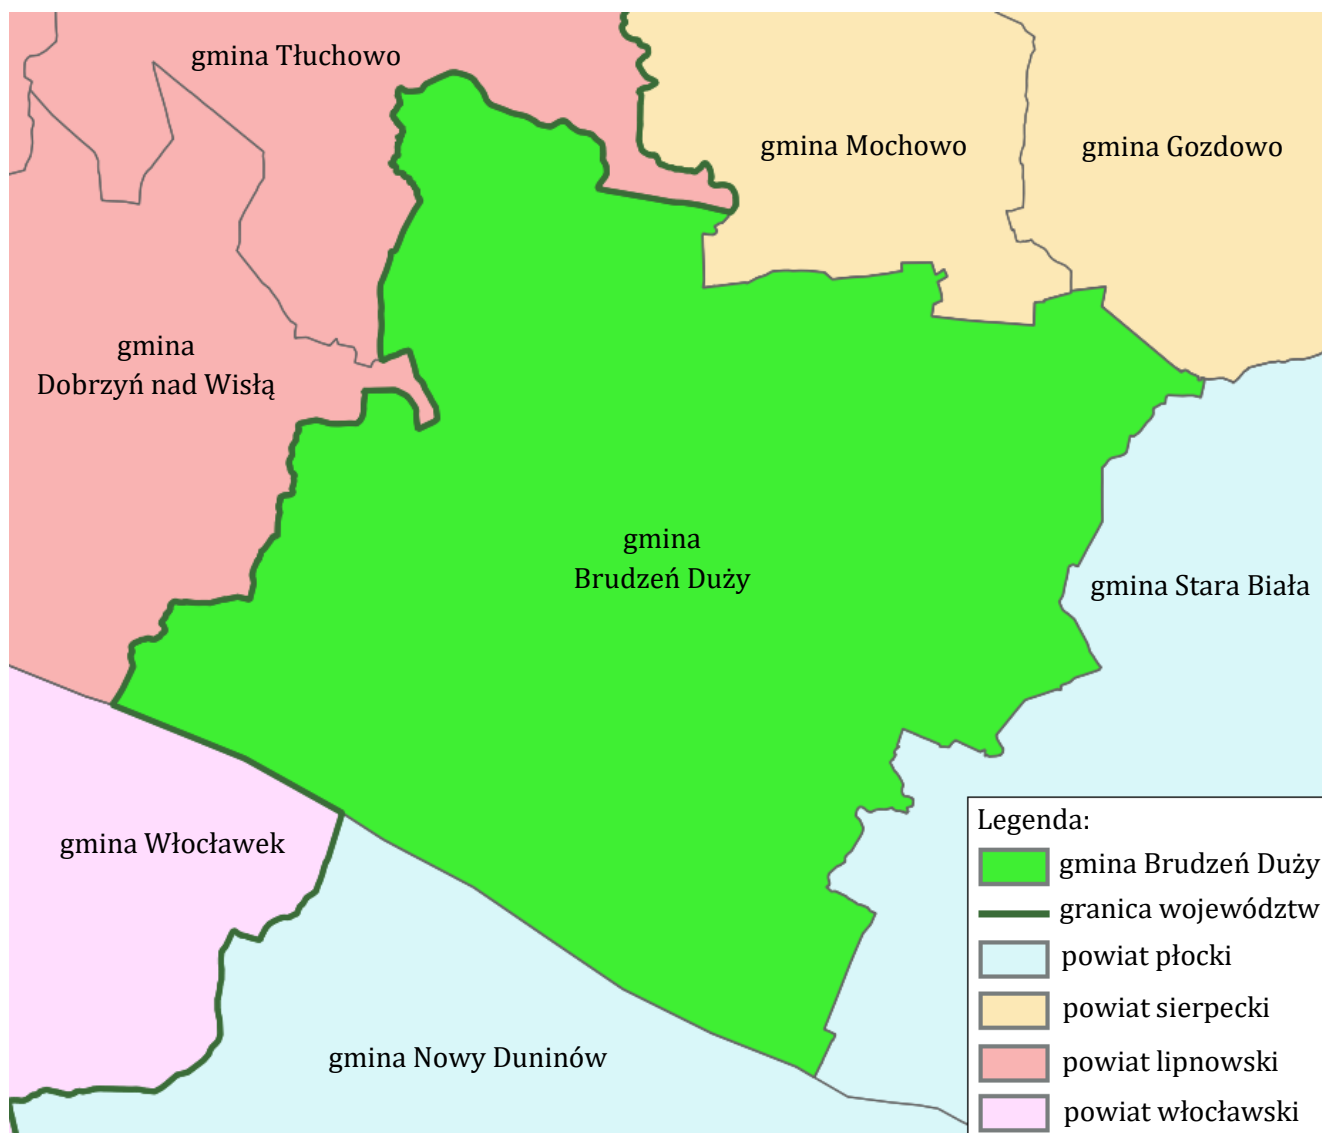 gmina Tłuchowo
gmina Mochowo
gmina Gozdowo
gmina
Dobrzyń nad Wisłą
gmina
Brudzeń Duży
gmina Stara Biała
gmina Włocławek
gmina Nowy Duninów
Legenda:
gmina Brudzeń Duży
granica województw
powiat płocki
powiat sierpecki
powiat lipnowski
powiat włocławski